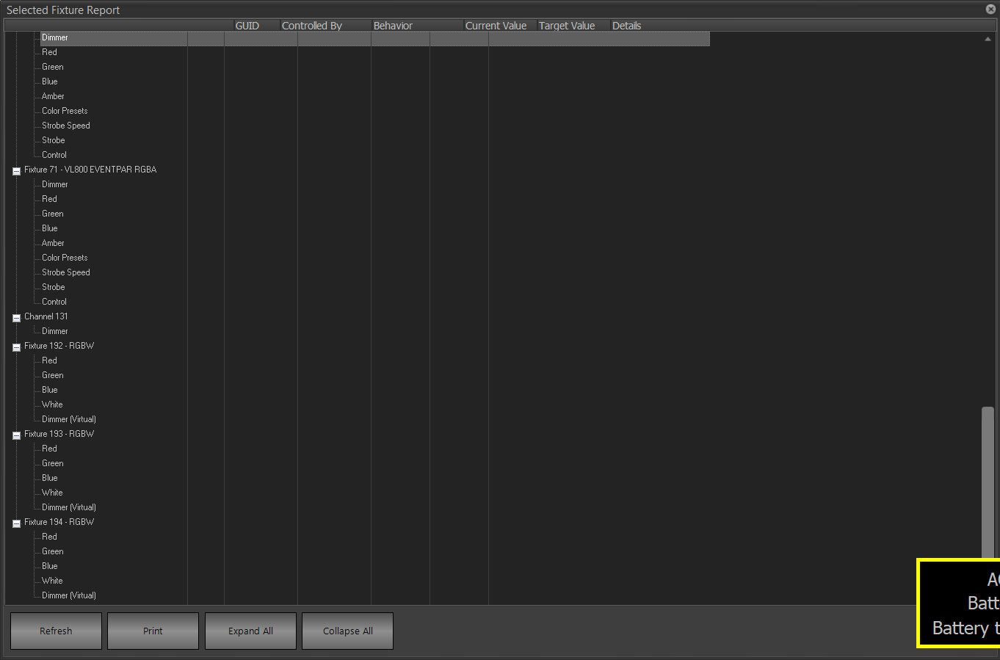 Selected Fixture Report
GUID Controlled By Behavior Current Value Target Value Details
Dimmer
Red
Green
Blue
Amber
Color Presets
Strobe Speed
Strobe
Control
Fixture 71 - VL800 EVENTPAR RGBA
Dimmer
Red
Green
Blue
Amber
Color Presets
Strobe Speed
Strobe
Control
Channel 131
Dimmer
Fixture 192 - RGBW
Red
Green
Blue
White
Dimmer (Virtual)
Fixture 193 - RGBW
Red
Green
Blue
White
Dimmer (Virtual)
Fixture 194 - RGBW
Red
Green
Blue
White
Dimmer (Virtual)
Battery
Refresh Print Expand All Collapse All